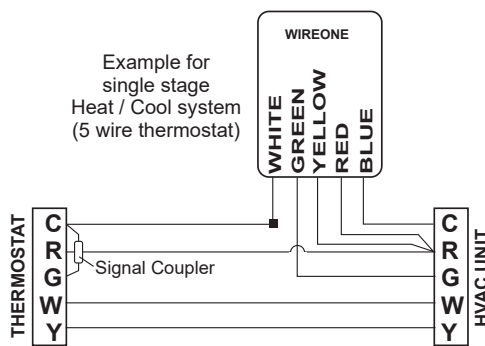 WIREONE
Example for
single stage
Heat / Cool system
(5 wire thermostat)
WHITE
GREEN
YELLOW
RED
BLUE
THERMOSTAT
C
R
G
W
Y
Signal Coupler
C
R
G
W
Y
HVAC UNIT